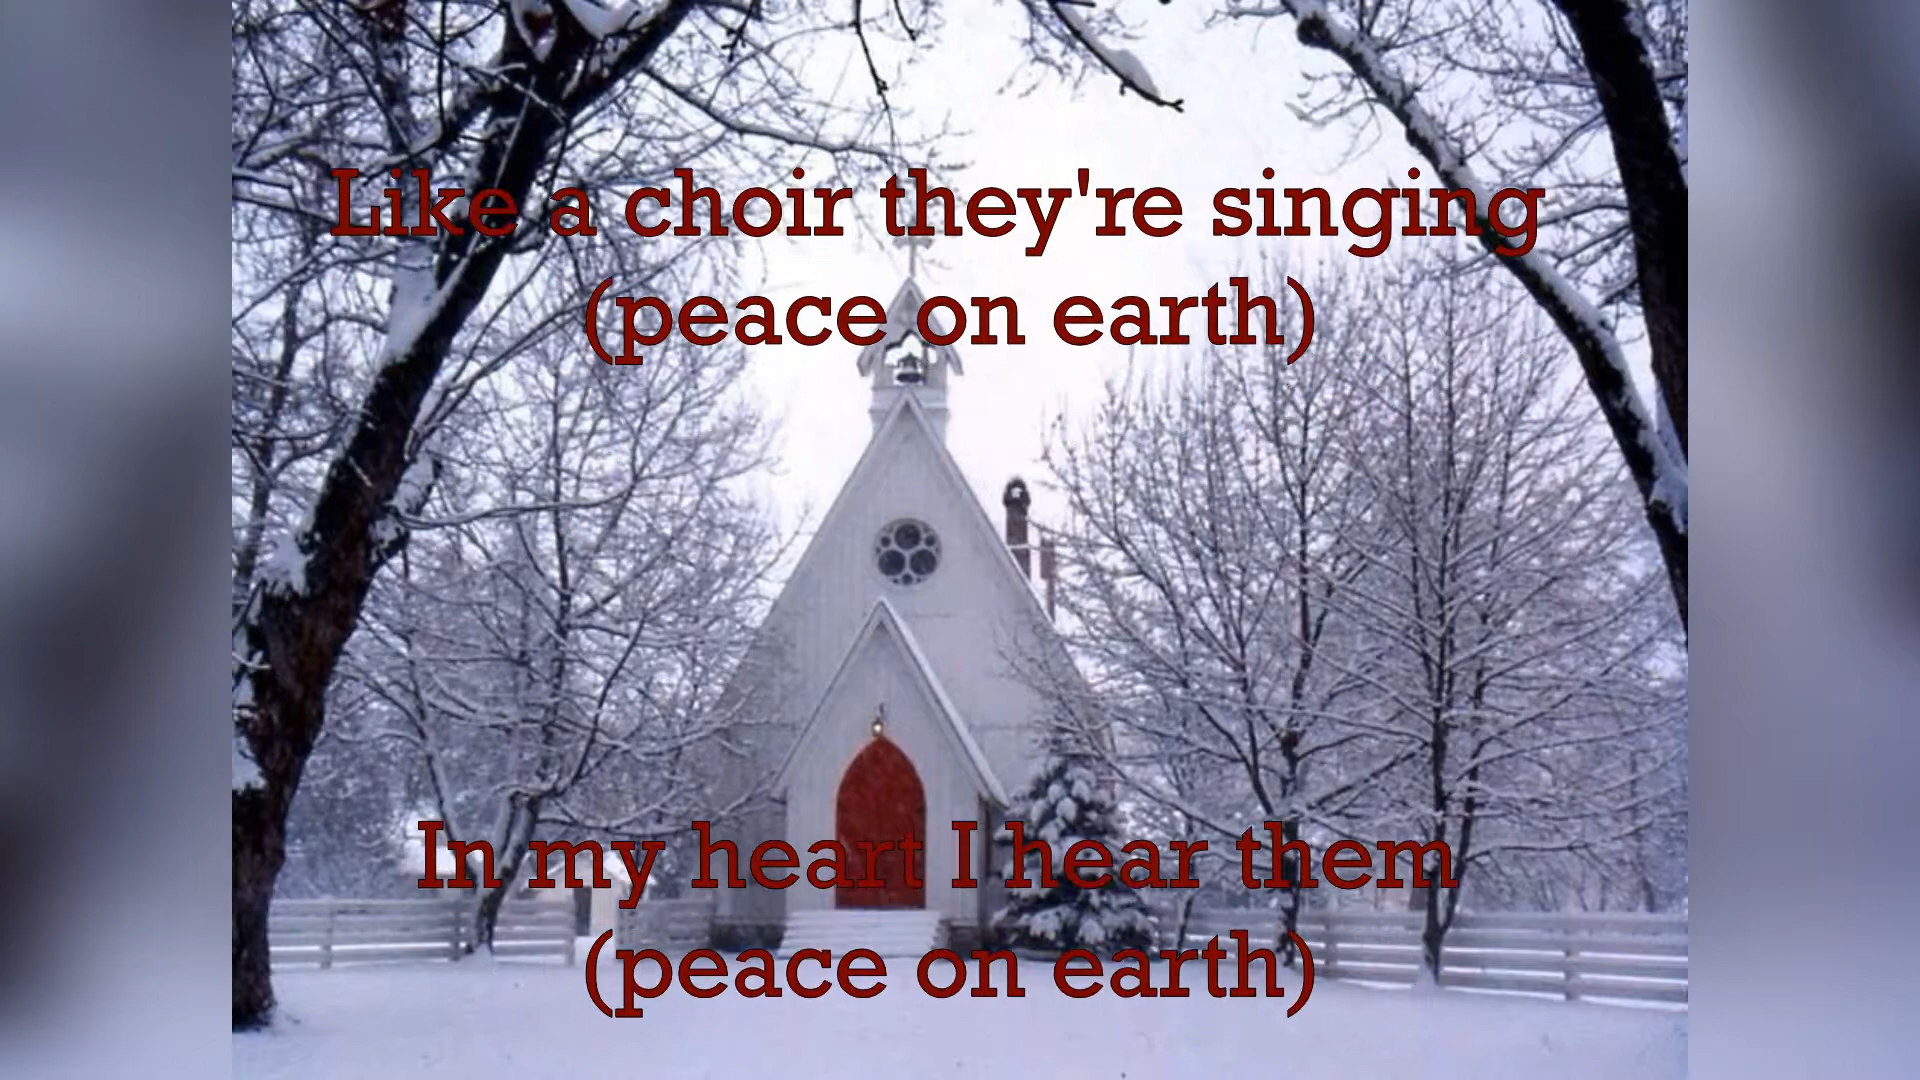 Like a choir they're singing
(peace on earth)
In my heart I hear them
(peace on earth)